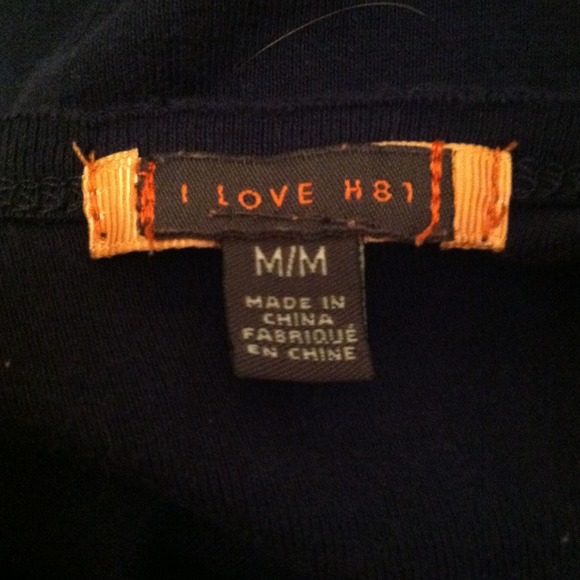 I LOVE H81
M/M
MADE IN
CHINA
FABRIQUÉ
EN CHINE